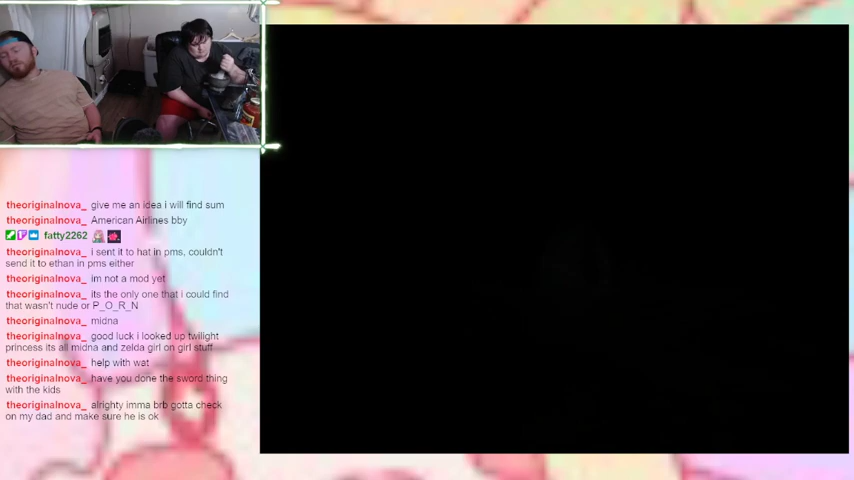 theoriginalnova_ give me an idea i will find sum
theoriginalnova_ American Airlines bby
fatty2262
theoriginalnova_ i sent it to hat in pms, couldn't
send it to ethan in pms either
theoriginalnova_ im not a mod yet
theoriginalnova_ its the only one that i could find
that wasn't nude or P_O_R_N
theoriginalnova_ midna
theoriginalnova_ good luck i looked up twilight
princess its all midna and zelda girl on girl stuff
theoriginalnova_ help with wat
theoriginalnova_ have you done the sword thing
with the kids
theoriginalnova_ alrighty imma brb gotta check
on my dad and make sure he is ok